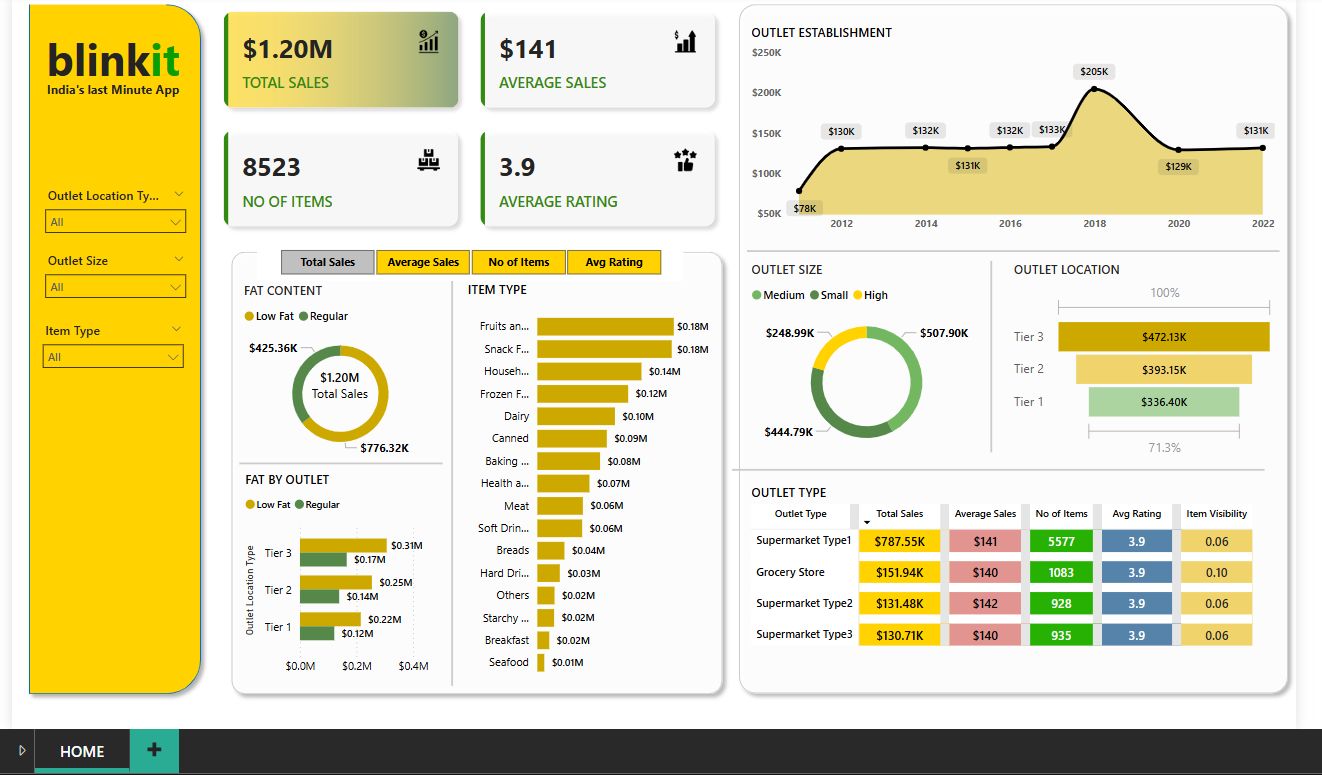 blinkit
India's last Minute App
Outlet Location Ty...
All
Outlet Size
All
Item Type
All
$1.20M
TOTAL SALES
$141
AVERAGE SALES
8523
NO OF ITEMS
3.9
AVERAGE RATING
Total Sales Average Sales No of Items Avg Rating
FAT CONTENT
Low Fat Regular
$425.36K
$1.20M
Total Sales
$776.32K
FAT BY OUTLET
Low Fat Regular
Outlet Location Type
Tier 3 $0.31M
$0.17M
Tier 2 $0.25M
$0.14M
Tier 1 $0.22M
$0.12M
$0.0M $0.2M $0.4M
ITEM TYPE
Fruits an... $0.18M
Snack F... $0.18M
Househ... $0.14M
Frozen F... $0.12M
Dairy $0.10M
Canned $0.09M
Baking ... $0.08M
Health a... $0.07M
Meat $0.06M
Soft Drin... $0.06M
Breads $0.04M
Hard Dri... $0.03M
Others $0.02M
Starchy ... $0.02M
Breakfast $0.02M
Seafood $0.01M
OUTLET ESTABLISHMENT
$250K
$200K
$150K
$100K
$50K
$78K
$130K
$132K
$131K
$132K
$133K
$205K
$129K
$131K
2012 2014 2016 2018 2020 2022
OUTLET SIZE
Medium Small High
$248.99K
$507.90K
$444.79K
OUTLET LOCATION
100%
Tier 3 $472.13K
Tier 2 $393.15K
Tier 1 $336.40K
71.3%
OUTLET TYPE
Outlet Type Total Sales Average Sales No of Items Avg Rating Item Visibility
Supermarket Type1 $787.55K $141 5577 3.9 0.06
Grocery Store $151.94K $140 1083 3.9 0.10
Supermarket Type2 $131.48K $142 928 3.9 0.06
Supermarket Type3 $130.71K $140 935 3.9 0.06
HOME +